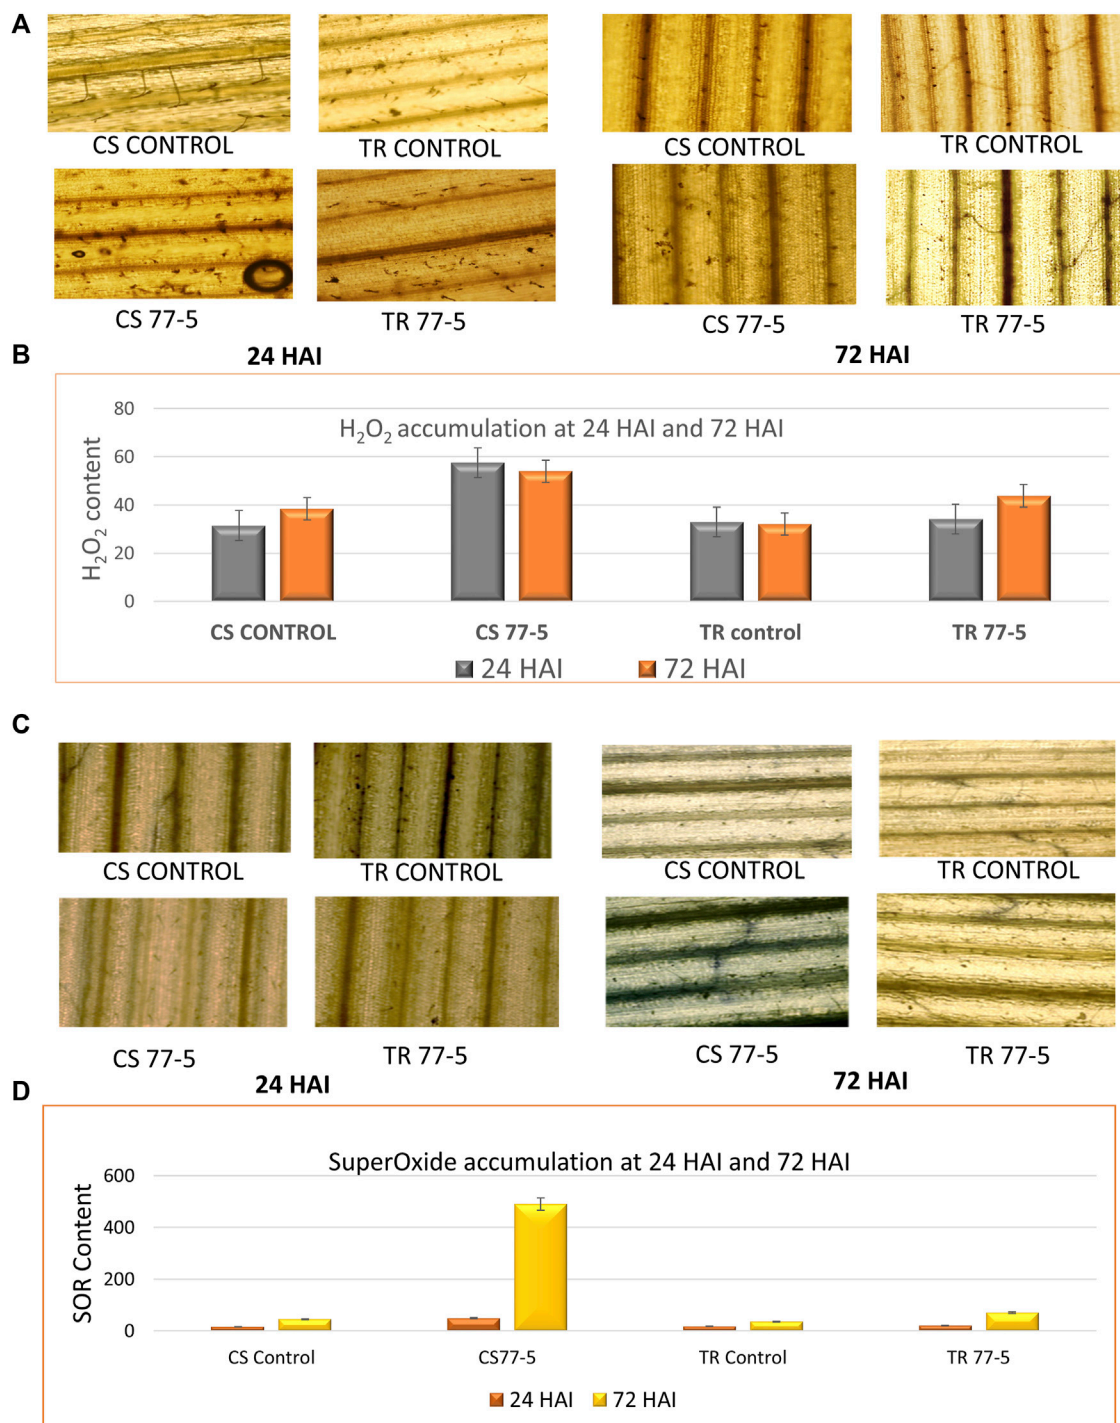 A
CS CONTROL TR CONTROL CS CONTROL TR CONTROL
CS 77-5 TR 77-5 CS 77-5 TR 77-5
24 HAI 72 HAI
B
H₂O₂ accumulation at 24 HAI and 72 HAI
H₂O₂ content
80
60
40
20
0
CS CONTROL CS 77-5 TR control TR 77-5
24 HAI 72 HAI
C
CS CONTROL TR CONTROL CS CONTROL TR CONTROL
CS 77-5 TR 77-5 CS 77-5 TR 77-5
24 HAI 72 HAI
D
SuperOxide accumulation at 24 HAI and 72 HAI
SOR Content
600
400
200
0
CS Control CS77-5 TR Control TR 77-5
24 HAI 72 HAI